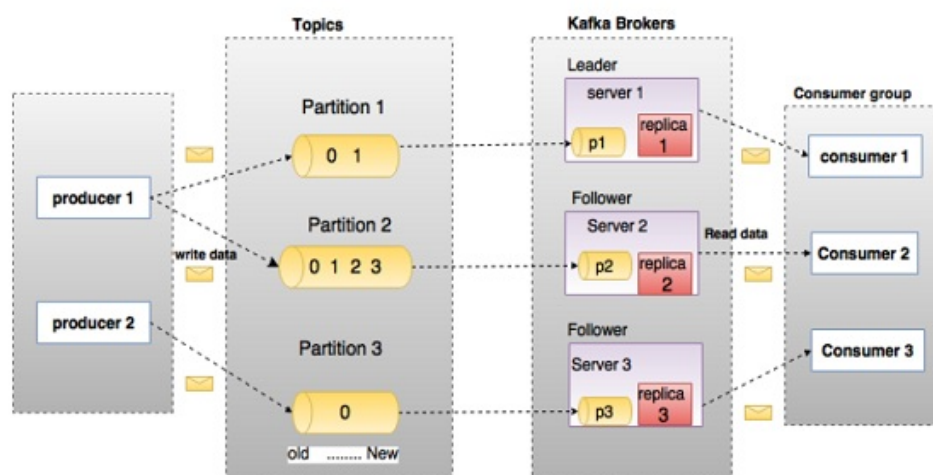 Topics
Kafka Brokers
Consumer group
producer 1
write data
producer 2
Partition 1
0 1
Partition 2
0 1 2 3
Partition 3
0
old ........ New
Leader
server 1
p1
replica
1
Follower
Server 2
p2
replica
2
Follower
Server 3
p3
replica
3
Read data
consumer 1
Consumer 2
Consumer 3